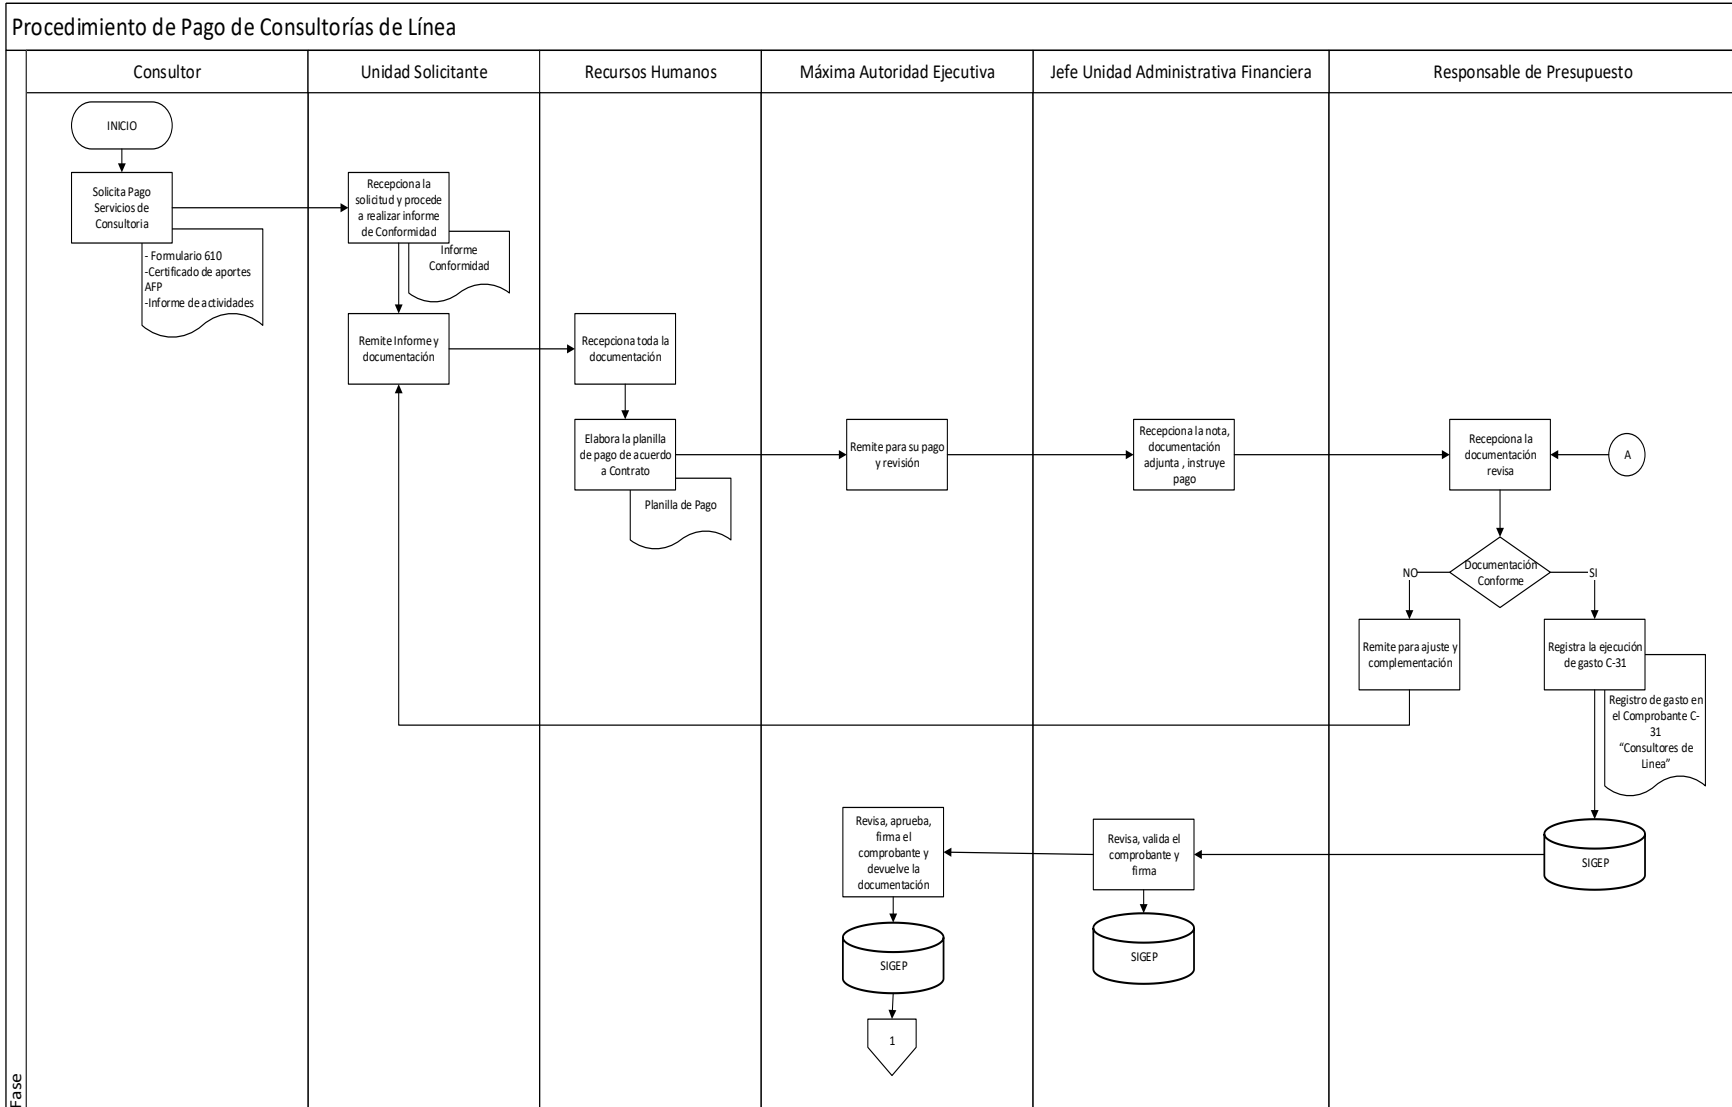 Procedimiento de Pago de Consultorías de Línea
Consultor
Unidad Solicitante
Recursos Humanos
Máxima Autoridad Ejecutiva
Jefe Unidad Administrativa Financiera
Responsable de Presupuesto
INICIO
Solicita Pago
Servicios de
Consultoria
- Formulario 610
-Certificado de aportes
AFP
-Informe de actividades
Recepciona la
solicitud y procede
a realizar informe
de Conformidad
Informe
Conformidad
Remite Informe y
documentación
Recepciona toda la
documentación
Elabora la planilla
de pago de acuerdo
a Contrato
Planilla de Pago
Remite para su pago
y revisión
Recepciona la nota,
documentación
adjunta , instruye
pago
Recepciona la
documentación
revisa
A
Documentación
Conforme
NO
SI
Remite para ajuste y
complementación
Registra la ejecución
de gasto C-31
Registro de gasto en
el Comprobante C-
31
“Consultores de
Linea”
Revisa, aprueba,
firma el
comprobante y
devuelve la
documentación
Revisa, valida el
comprobante y
firma
SIGEP
SIGEP
SIGEP
1
Fase